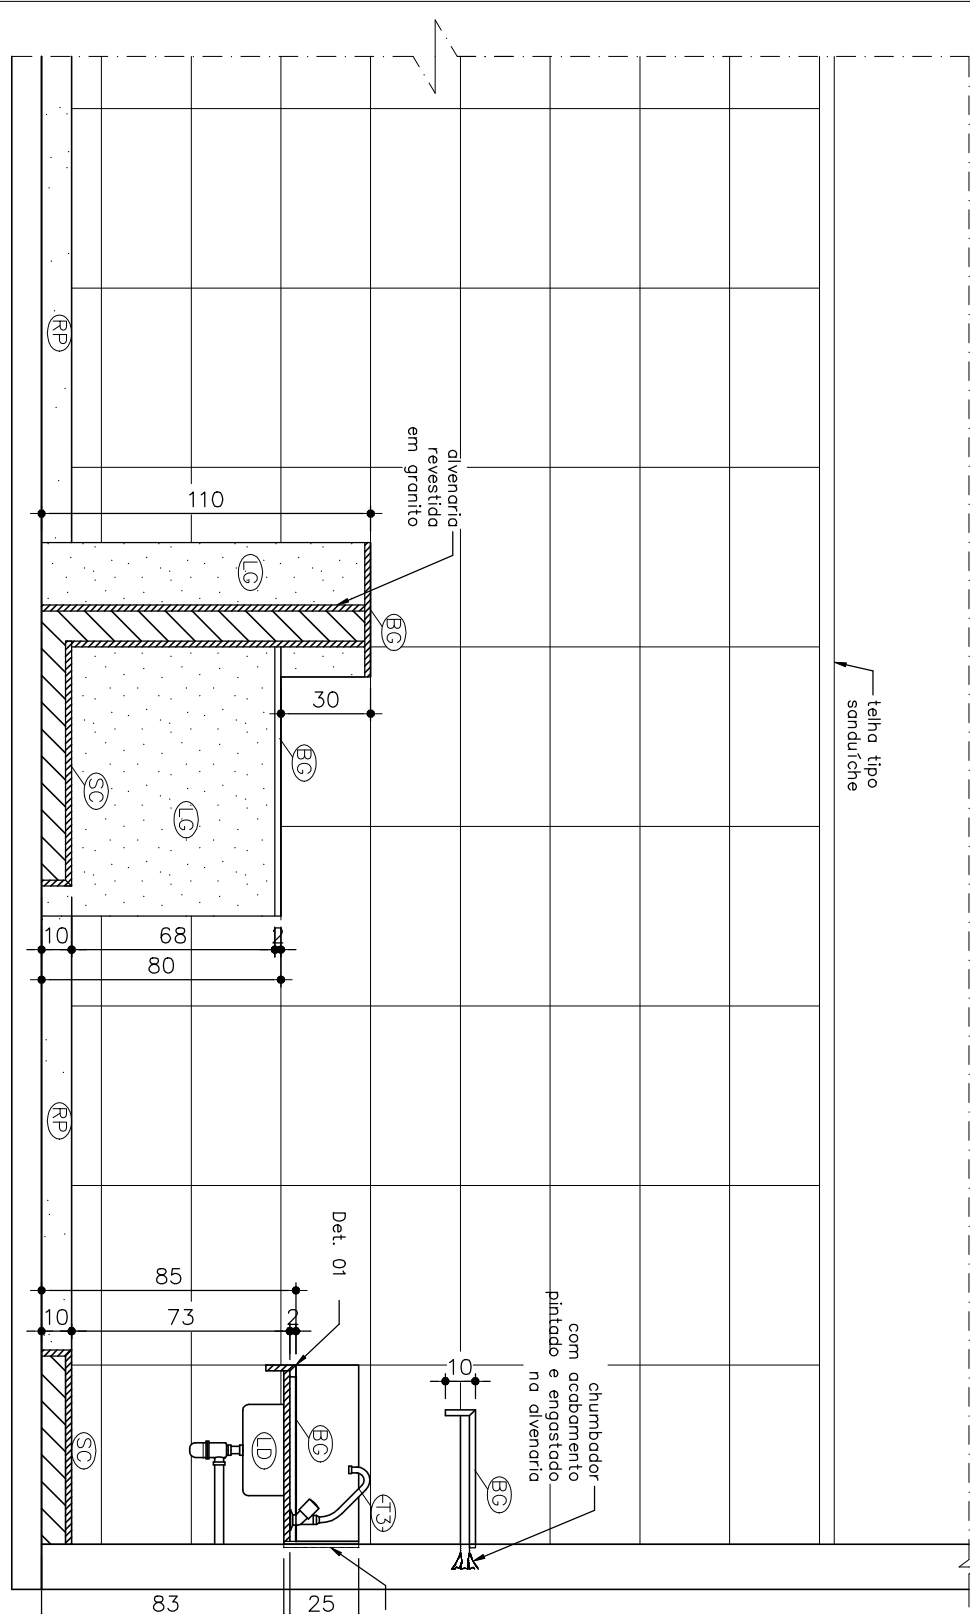 telha tipo
sanduíche
alvenaria
revestida
em granito
chumbador
com acabamento
pintado e engastado
na alvenaria
Det. 01
110
30
10
68
2
80
85
10
73
2
10
83
25
RP
LG
BG
BG
SC
LG
RP
SC
LD
BG
T3
BG